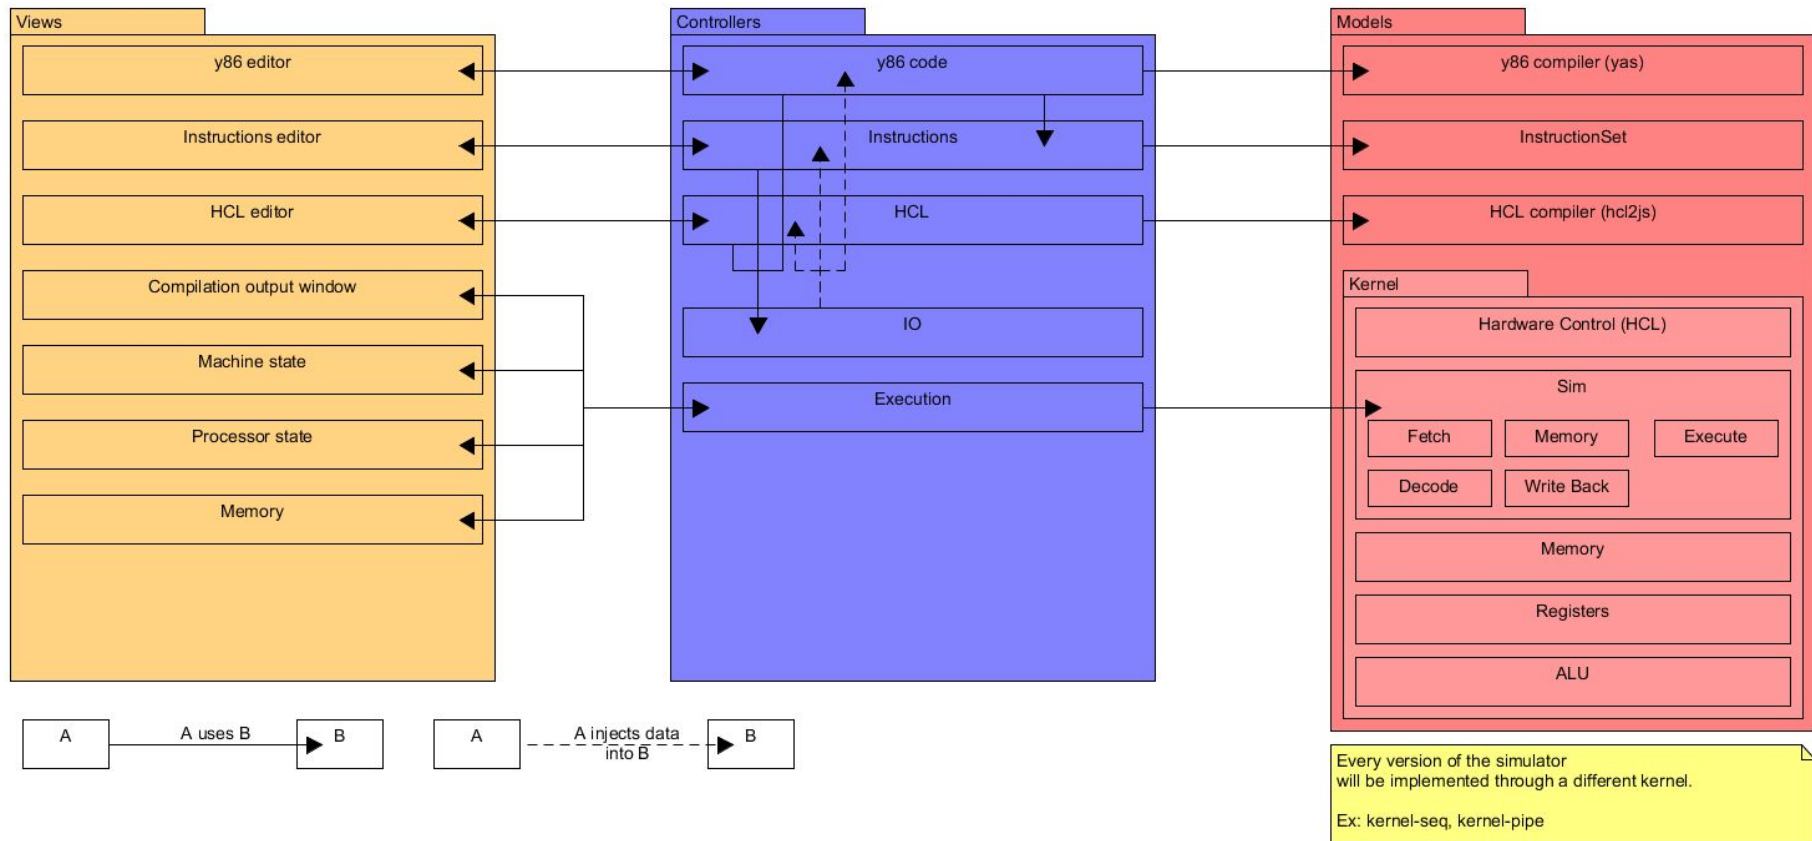 Views
y86 editor
Instructions editor
HCL editor
Compilation output window
Machine state
Processor state
Memory
Controllers
y86 code
Instructions
HCL
IO
Execution
Models
y86 compiler (yas)
InstructionSet
HCL compiler (hcl2js)
Kernel
Hardware Control (HCL)
Sim
Fetch
Memory
Execute
Decode
Write Back
Memory
Registers
ALU
A
A uses B
B
A
A injects data
into B
B
Every version of the simulator
will be implemented through a different kernel.
Ex: kernel-seq, kernel-pipe